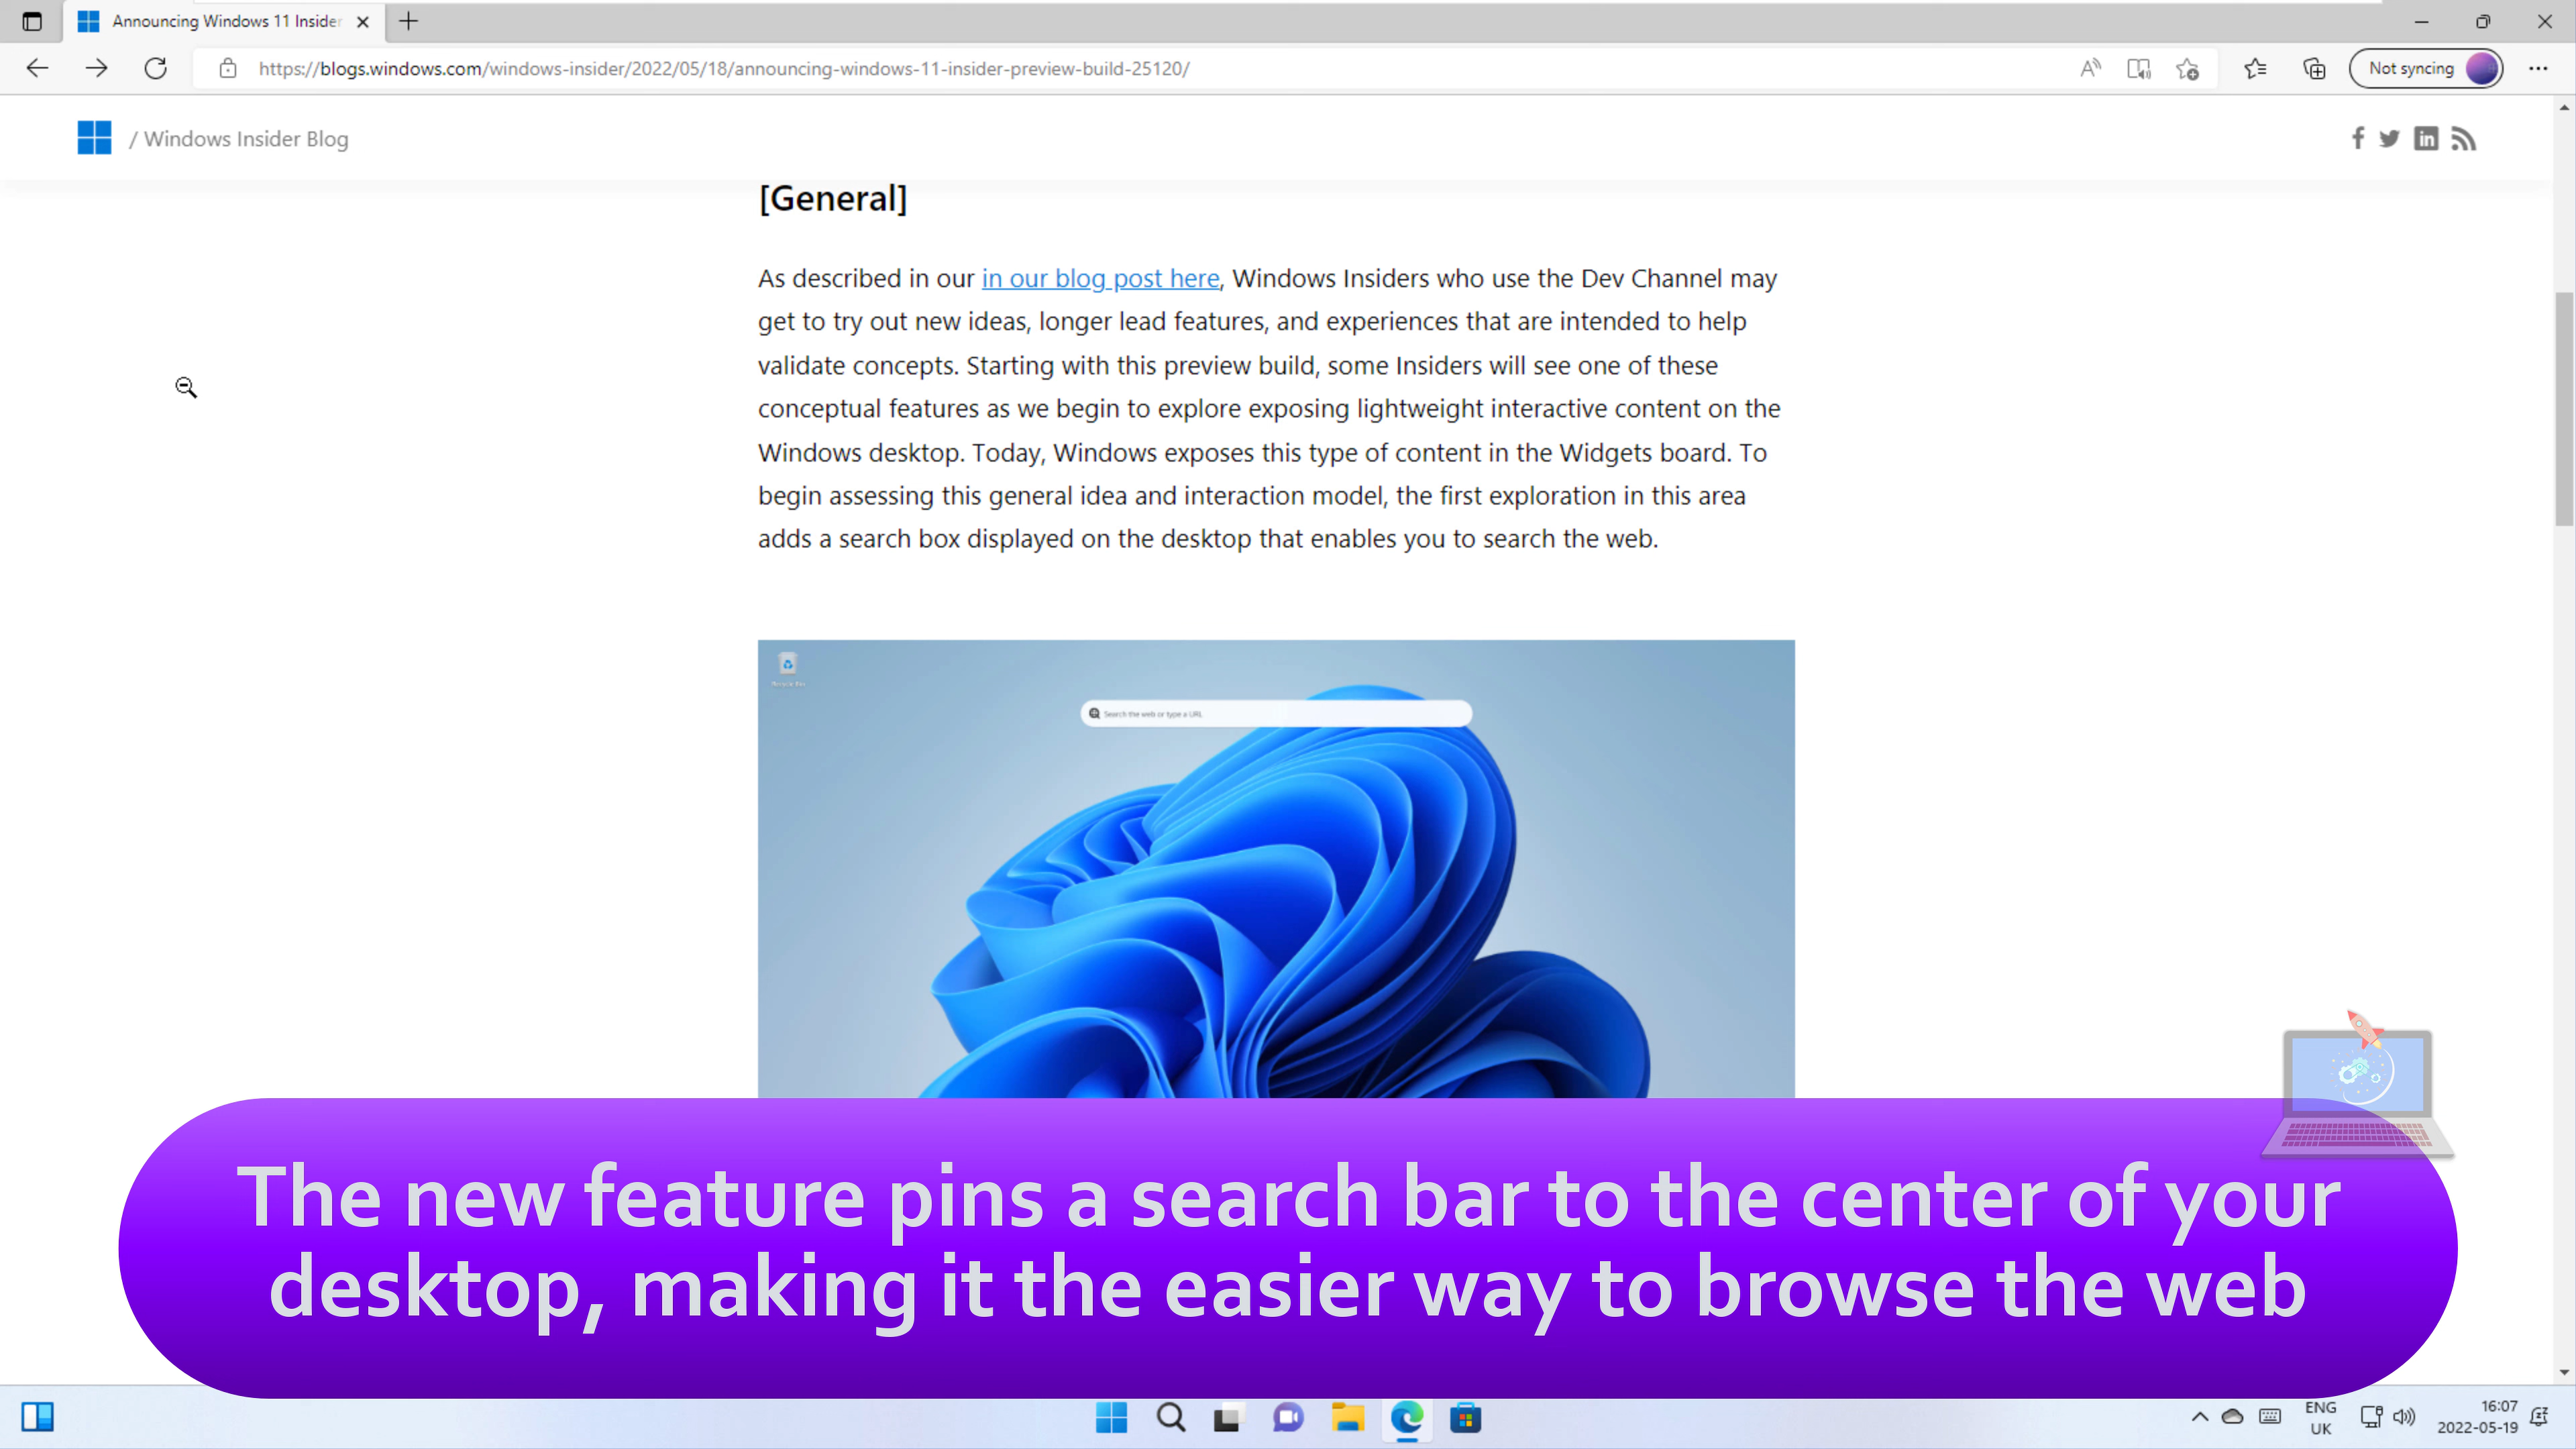 Announcing Windows 11 Insider
https://blogs.windows.com/windows-insider/2022/05/18/announcing-windows-11-insider-preview-build-25120/
Not syncing
/ Windows Insider Blog
[General]
As described in our in our blog post here, Windows Insiders who use the Dev Channel may
get to try out new ideas, longer lead features, and experiences that are intended to help
validate concepts. Starting with this preview build, some Insiders will see one of these
conceptual features as we begin to explore exposing lightweight interactive content on the
Windows desktop. Today, Windows exposes this type of content in the Widgets board. To
begin assessing this general idea and interaction model, the first exploration in this area
adds a search box displayed on the desktop that enables you to search the web.
Recycle Bin
Search the web or type a URL
The new feature pins a search bar to the center of your
desktop, making it the easier way to browse the web
ENG
UK
16:07
2022-05-19